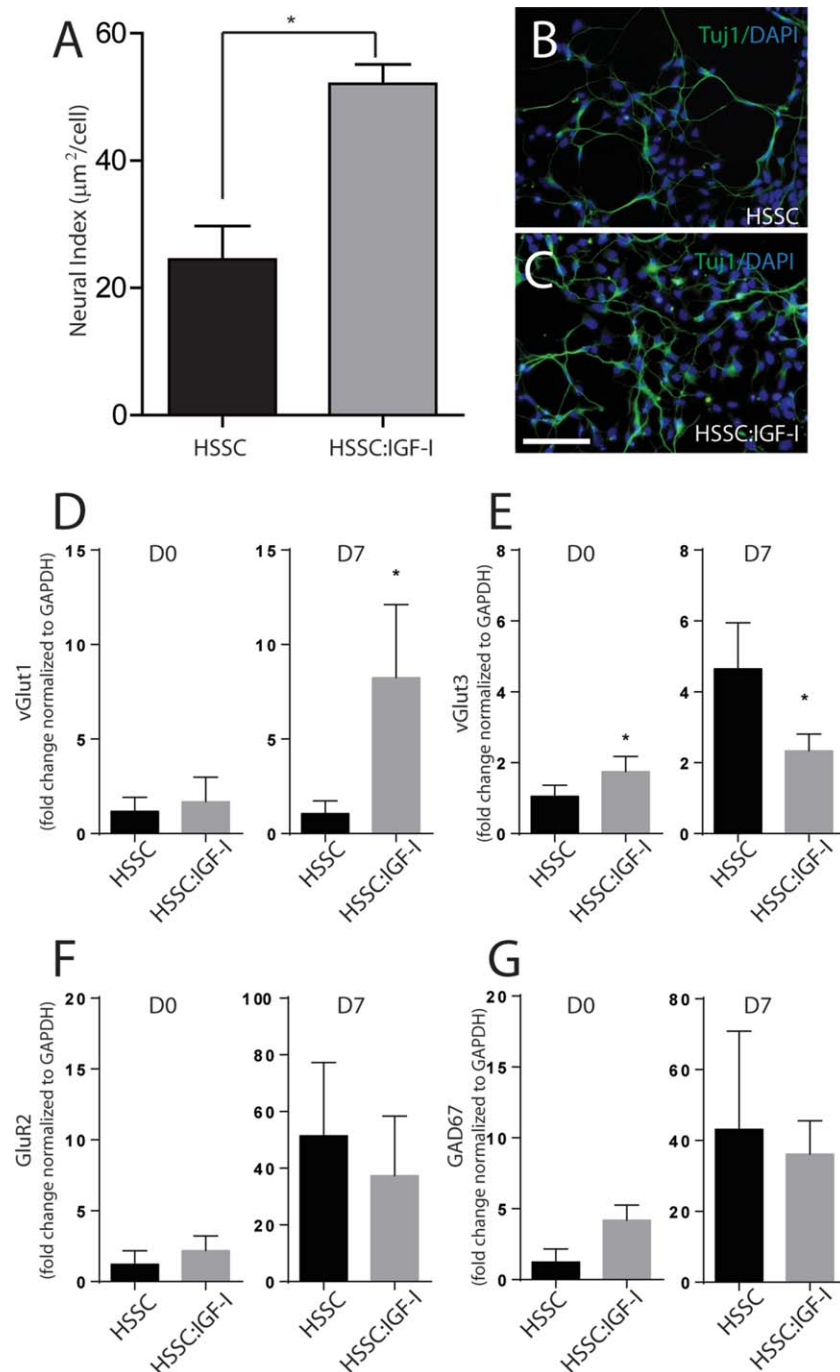 A
*
60
40
20
0
Neural Index (μm²/cell)
HSSC
HSSC:IGF-I
B
Tuj1/DAPI
HSSC
C
Tuj1/DAPI
HSSC:IGF-I
D
vGlut1
(fold change normalized to GAPDH)
D0
15
10
5
0
HSSC
HSSC:IGF-I
D7
*
15
10
5
0
HSSC
HSSC:IGF-I
E
vGlut3
(fold change normalized to GAPDH)
D0
*
8
6
4
2
0
HSSC
HSSC:IGF-I
D7
*
8
6
4
2
0
HSSC
HSSC:IGF-I
F
GluR2
(fold change normalized to GAPDH)
D0
20
15
10
5
0
HSSC
HSSC:IGF-I
D7
100
80
60
40
20
0
HSSC
HSSC:IGF-I
G
GAD67
(fold change normalized to GAPDH)
D0
20
15
10
5
0
HSSC
HSSC:IGF-I
D7
80
60
40
20
0
HSSC
HSSC:IGF-I